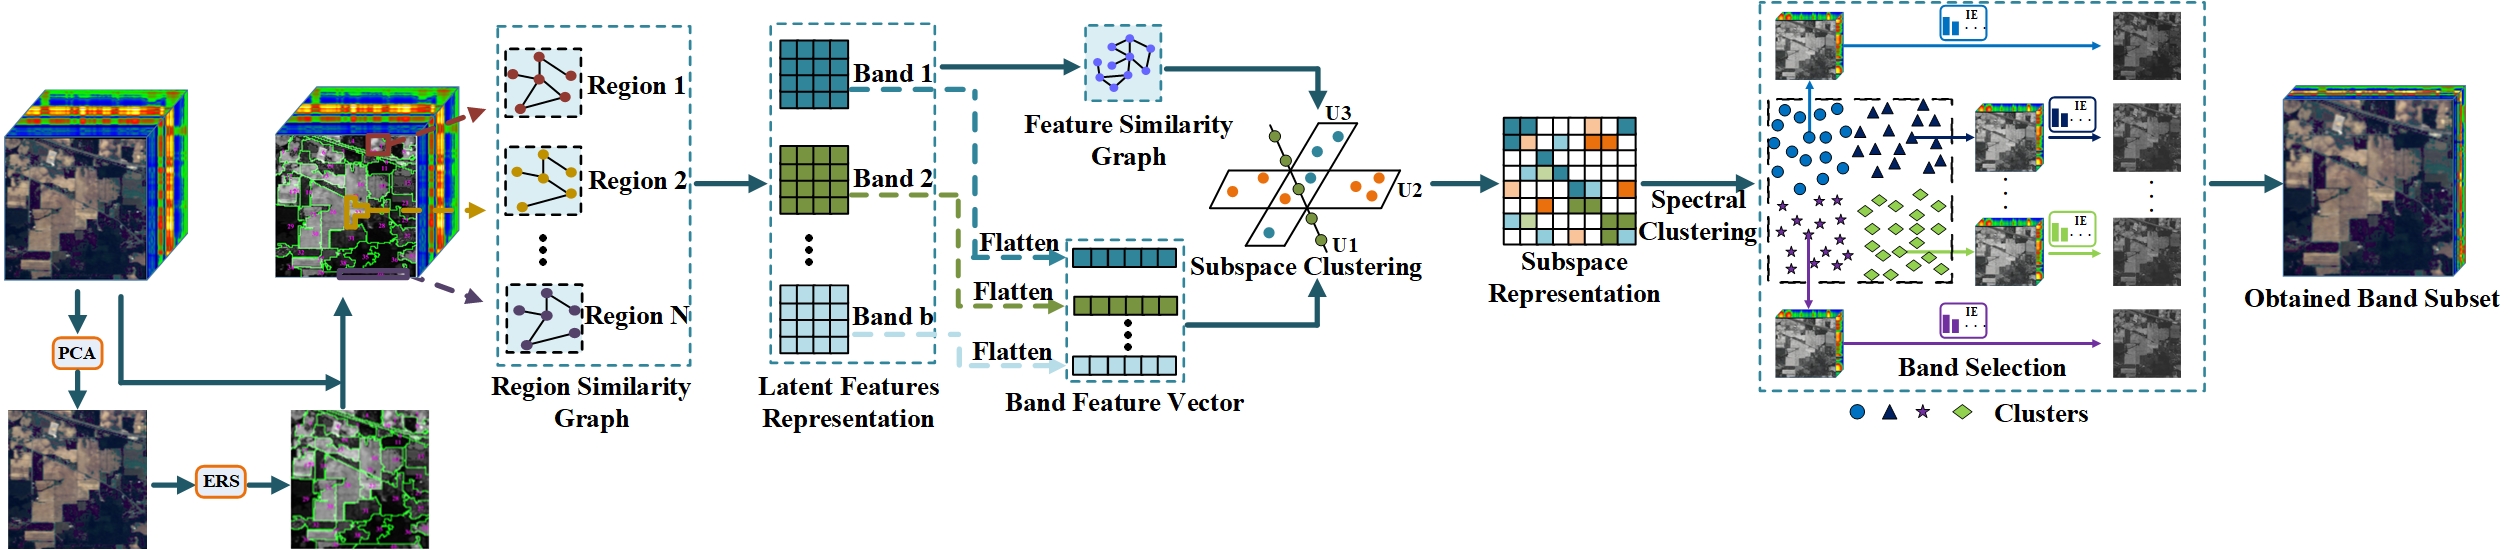 PCA
ERS
Region 1
Region 2
Region N
Region Similarity
Graph
Band 1
Band 2
Band b
Latent Features
Representation
Feature Similarity
Graph
Flatten
Flatten
Flatten
Band Feature Vector
U3
U2
U1
Subspace Clustering
Subspace
Representation
Spectral
Clustering
IE
IE
IE
IE
Band Selection
Clusters
Obtained Band Subset